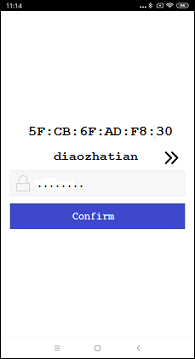 11:14
5F:CB:6F:AD:F8:30
diaozhatian
........
Confirm